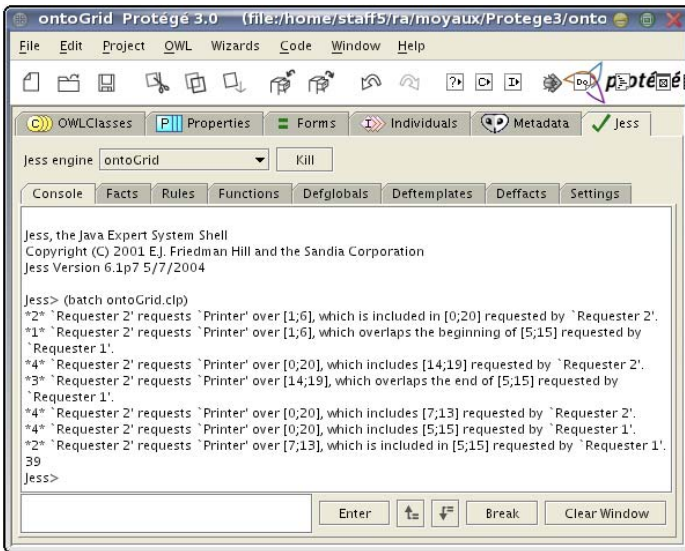 ontoGrid Protégé 3.0 (file:/home/staff5/ra/moyaux/Protege3/onto
File Edit Project OWL Wizards Code Window Help
protégé
OWLClasses Properties Forms Individuals Metadata Jess
Jess engine ontoGrid Kill
Console Facts Rules Functions Defglobals Deftemplates Deffacts Settings
Jess, the Java Expert System Shell
Copyright (C) 2001 E.J. Friedman Hill and the Sandia Corporation
Jess Version 6.1p7 5/7/2004
Jess> (batch ontoGrid.clp)
*2* `Requester 2' requests `Printer' over [1;6], which is included in [0;20] requested by `Requester 2'.
*1* `Requester 2' requests `Printer' over [1;6], which overlaps the beginning of [5;15] requested by
`Requester 1'.
*4* `Requester 2' requests `Printer' over [0;20], which includes [14;19] requested by `Requester 2'.
*3* `Requester 2' requests `Printer' over [14;19], which overlaps the end of [5;15] requested by
`Requester 1'.
*4* `Requester 2' requests `Printer' over [0;20], which includes [7;13] requested by `Requester 2'.
*4* `Requester 2' requests `Printer' over [0;20], which includes [5;15] requested by `Requester 1'.
*2* `Requester 2' requests `Printer' over [7;13], which is included in [5;15] requested by `Requester 1'.
39
Jess>
Enter Break Clear Window